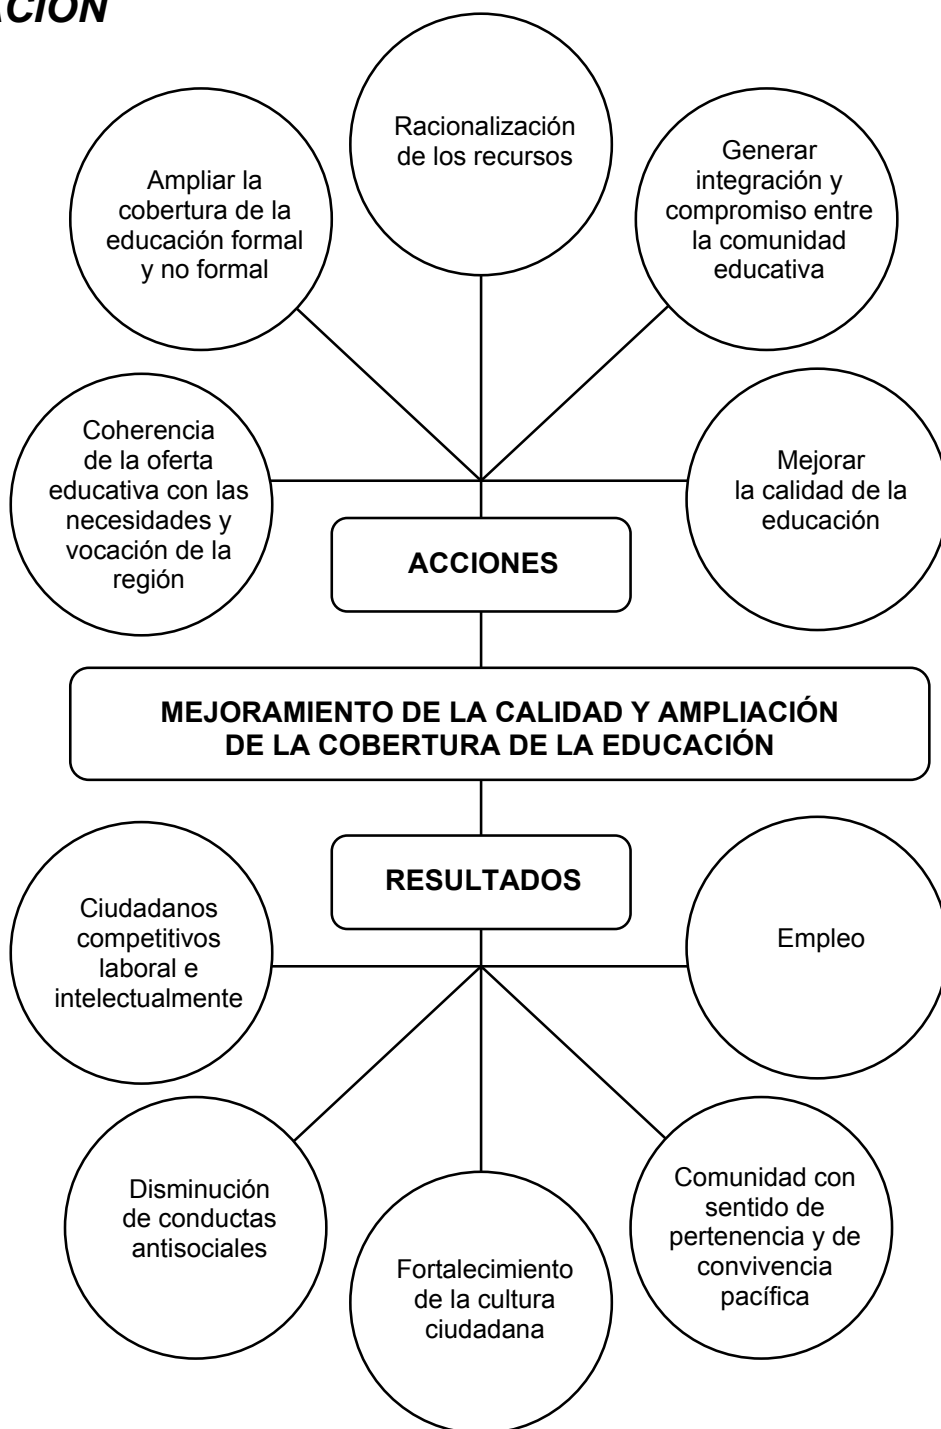 ACIÓN
Racionalización
de los recursos
Ampliar la
cobertura de la
educación formal
y no formal
Generar
integración y
compromiso entre
la comunidad
educativa
Coherencia
de la oferta
educativa con las
necesidades y
vocación de la
región
Mejorar
la calidad de la
educación
ACCIONES
MEJORAMIENTO DE LA CALIDAD Y AMPLIACIÓN
DE LA COBERTURA DE LA EDUCACIÓN
RESULTADOS
Ciudadanos
competitivos
laboral e
intelectualmente
Empleo
Disminución
de conductas
antisociales
Fortalecimiento
de la cultura
ciudadana
Comunidad con
sentido de
pertenencia y de
convivencia
pacífica